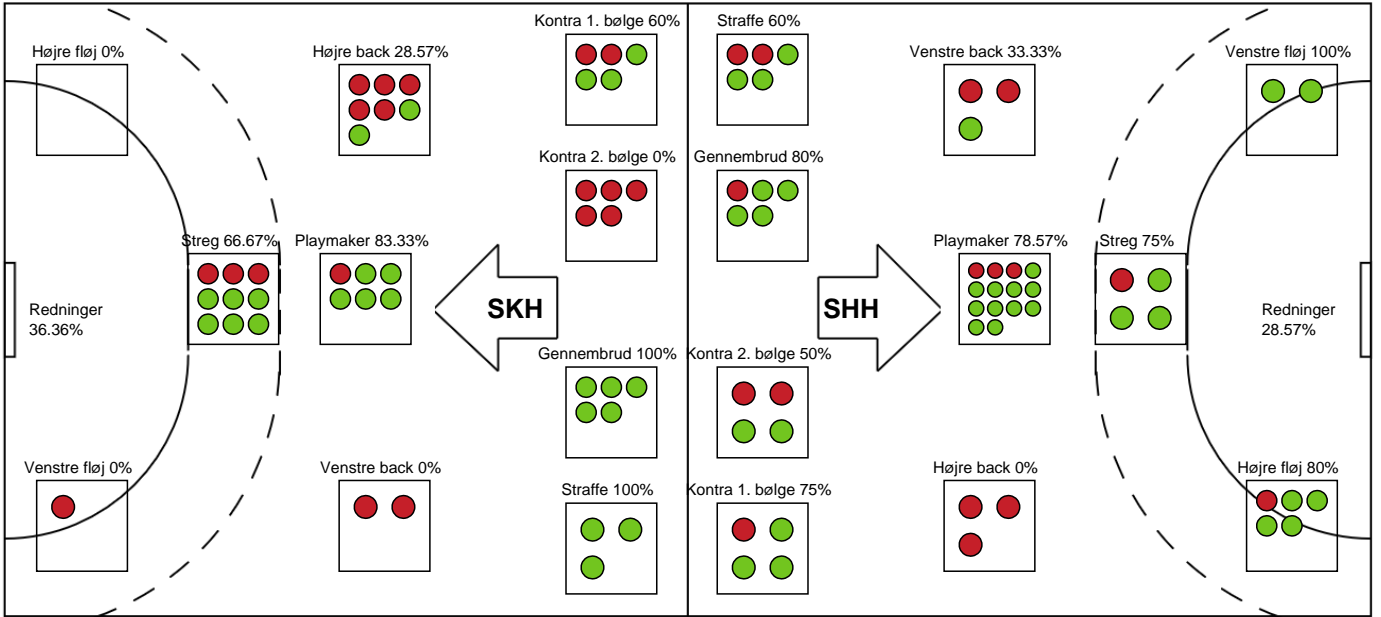 Kontra 1. bølge 60%
Straffe 60%
Højre fløj 0%
Højre back 28.57%
Venstre back 33.33%
Venstre fløj 100%
Kontra 2. bølge 0%
Gennembrud 80%
Streg 66.67%
Playmaker 83.33%
Playmaker 78.57%
Streg 75%
Redninger
36.36%
SKH
SHH
Redninger
28.57%
Gennembrud 100%
Kontra 2. bølge 50%
Venstre fløj 0%
Venstre back 0%
Straffe 100%
Kontra 1. bølge 75%
Højre back 0%
Højre fløj 80%